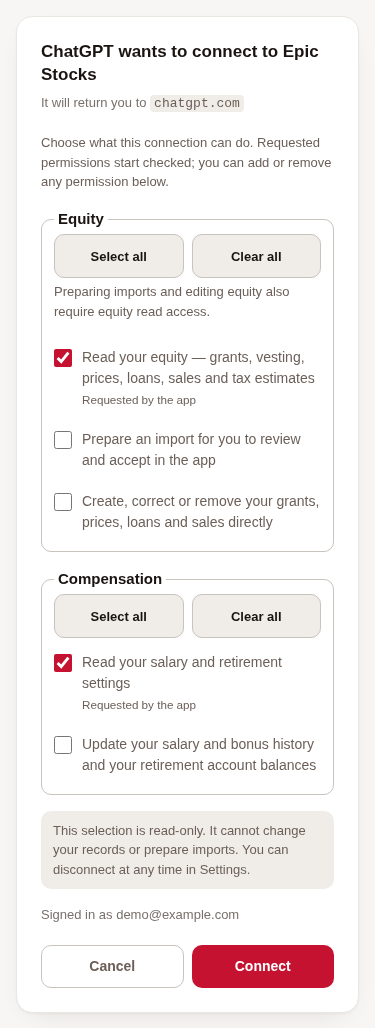 ChatGPT wants to connect to Epic
Stocks
It will return you to chatgpt.com
Choose what this connection can do. Requested
permissions start checked; you can add or remove
any permission below.
Equity
Select all
Clear all
Preparing imports and editing equity also
require equity read access.
Read your equity — grants, vesting,
prices, loans, sales and tax estimates
Requested by the app
Prepare an import for you to review
and accept in the app
Create, correct or remove your grants,
prices, loans and sales directly
Compensation
Select all
Clear all
Read your salary and retirement
settings
Requested by the app
Update your salary and bonus history
and your retirement account balances
This selection is read-only. It cannot change
your records or prepare imports. You can
disconnect at any time in Settings.
Signed in as demo@example.com
Cancel
Connect